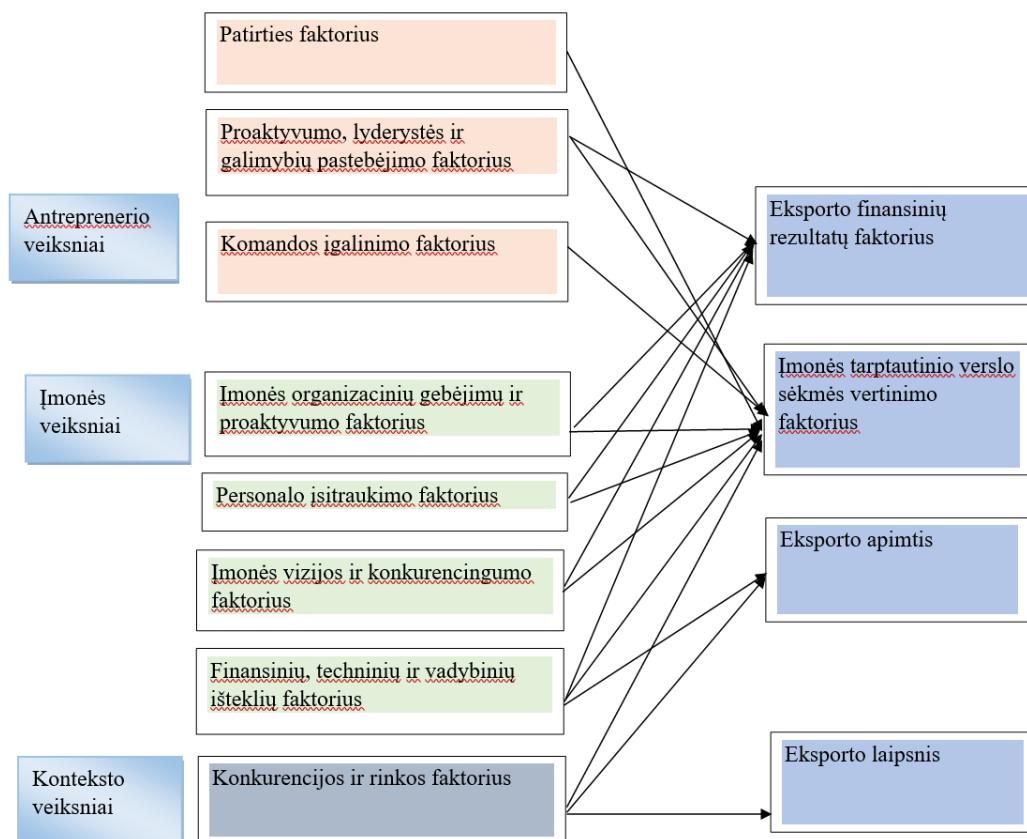 Antreprenerio
veiksniai
Patirties faktorius
Proaktyvumo, lyderystės ir
galimybių pastebėjimo faktorius
Komandos įgalinimo faktorius
Įmonės
veiksniai
Įmonės organizacinių gebėjimų ir
proaktyvumo faktorius
Personalo įsitraukimo faktorius
Įmonės vizijos ir konkurencingumo
faktorius
Finansinių, techninių ir vadybinių
išteklių faktorius
Konteksto
veiksniai
Konkurencijos ir rinkos faktorius
Eksporto finansinių
rezultatų faktorius
Įmonės tarptautinio verslo
sėkmės vertinimo
faktorius
Eksporto apimtis
Eksporto laipsnis